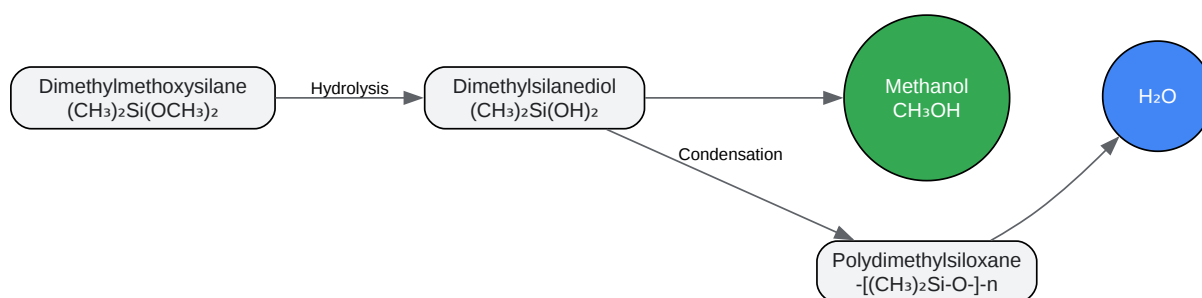 Dimethylmethoxysilane
(CH₃)₂Si(OCH₃)₂
Hydrolysis
Dimethylsilanediol
(CH₃)₂Si(OH)₂
Methanol
CH₃OH
H₂O
Condensation
Polydimethylsiloxane
-[(CH₃)₂Si-O-]-n